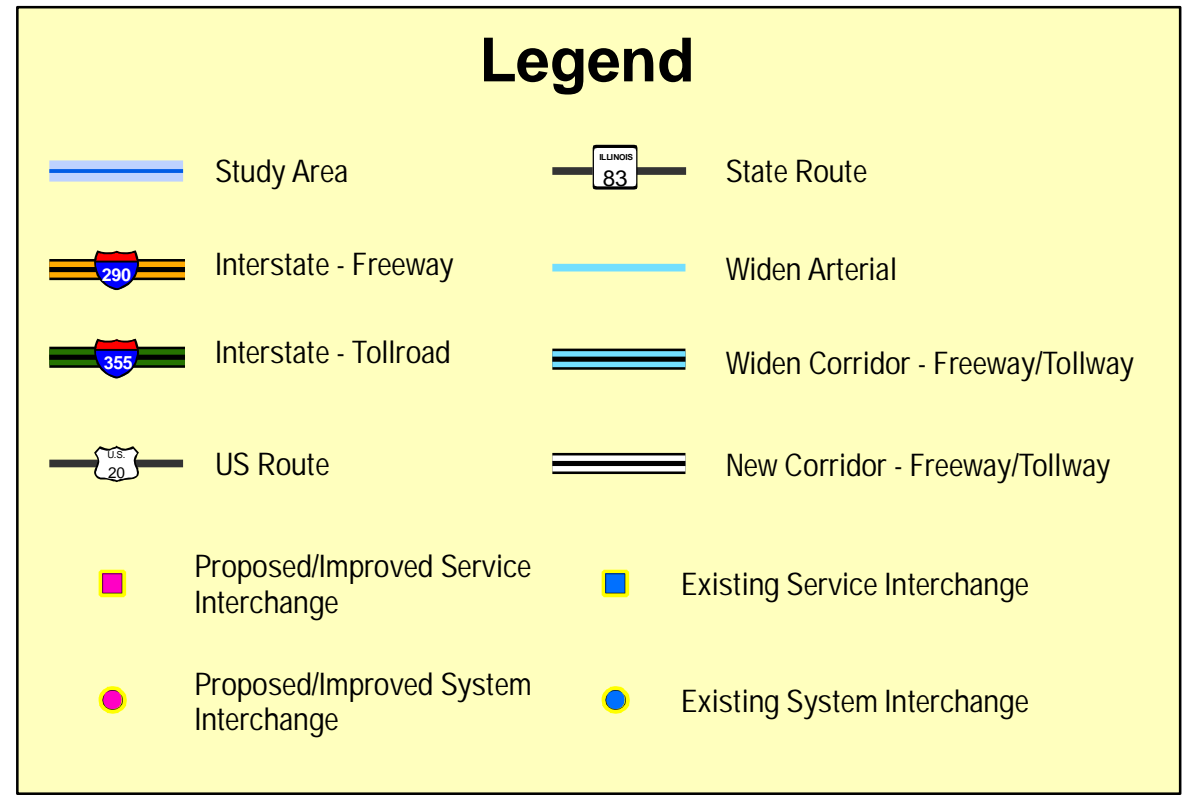 Legend
Study Area
ILLINOIS
83
State Route
290
Interstate - Freeway
Widen Arterial
355
Interstate - Tollroad
Widen Corridor - Freeway/Tollway
U.S.
20
US Route
New Corridor - Freeway/Tollway
Proposed/Improved Service
Interchange
Existing Service Interchange
Proposed/Improved System
Interchange
Existing System Interchange